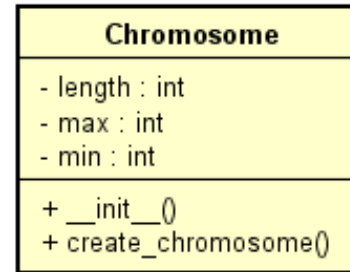 Chromosome
- length : int
- max : int
- min : int
+ __init__()
+ create_chromosome()